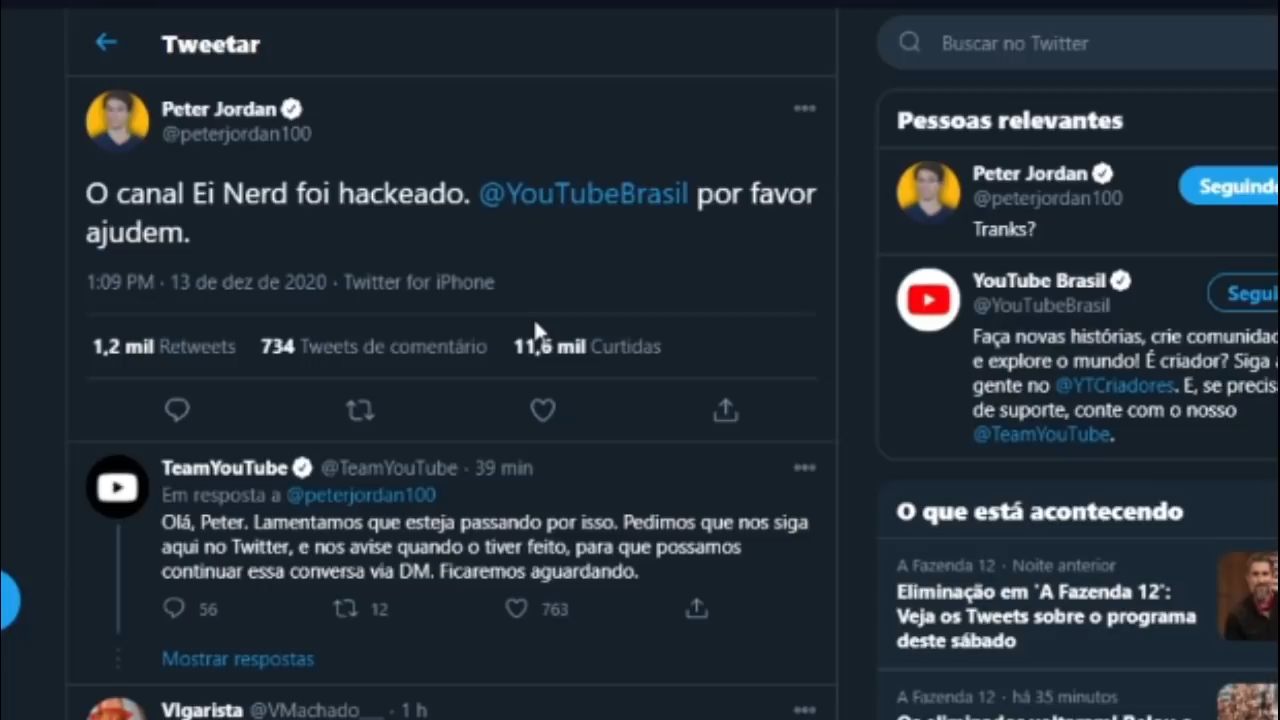 Tweetar
Peter Jordan
@peterjordan100
O canal Ei Nerd foi hackeado. @YouTubeBrasil por favor
ajudem.
1:09 PM · 13 de dez de 2020 · Twitter for iPhone
1,2 mil Retweets 734 Tweets de comentário 11,6 mil Curtidas
TeamYouTube @TeamYouTube · 39 min
Em resposta a @peterjordan100
Olá, Peter. Lamentamos que esteja passando por isso. Pedimos que nos siga
aqui no Twitter, e nos avise quando o tiver feito, para que possamos
continuar essa conversa via DM. Ficaremos aguardando.
56 12 763
Mostrar respostas
VIgarista @VMachado__ · 1 h
Buscar no Twitter
Pessoas relevantes
Peter Jordan
@peterjordan100
Seguind
Tranks?
YouTube Brasil
@YouTubeBrasil
Segui
Faça novas histórias, crie comunidad
e explore o mundo! É criador? Siga a
gente no @YTCriadores. E, se precis
de suporte, conte com o nosso
@TeamYouTube.
O que está acontecendo
A Fazenda 12 · Noite anterior
Eliminação em "A Fazenda 12":
Veja os Tweets sobre o programa
deste sábado
A Fazenda 12 · há 35 minutos